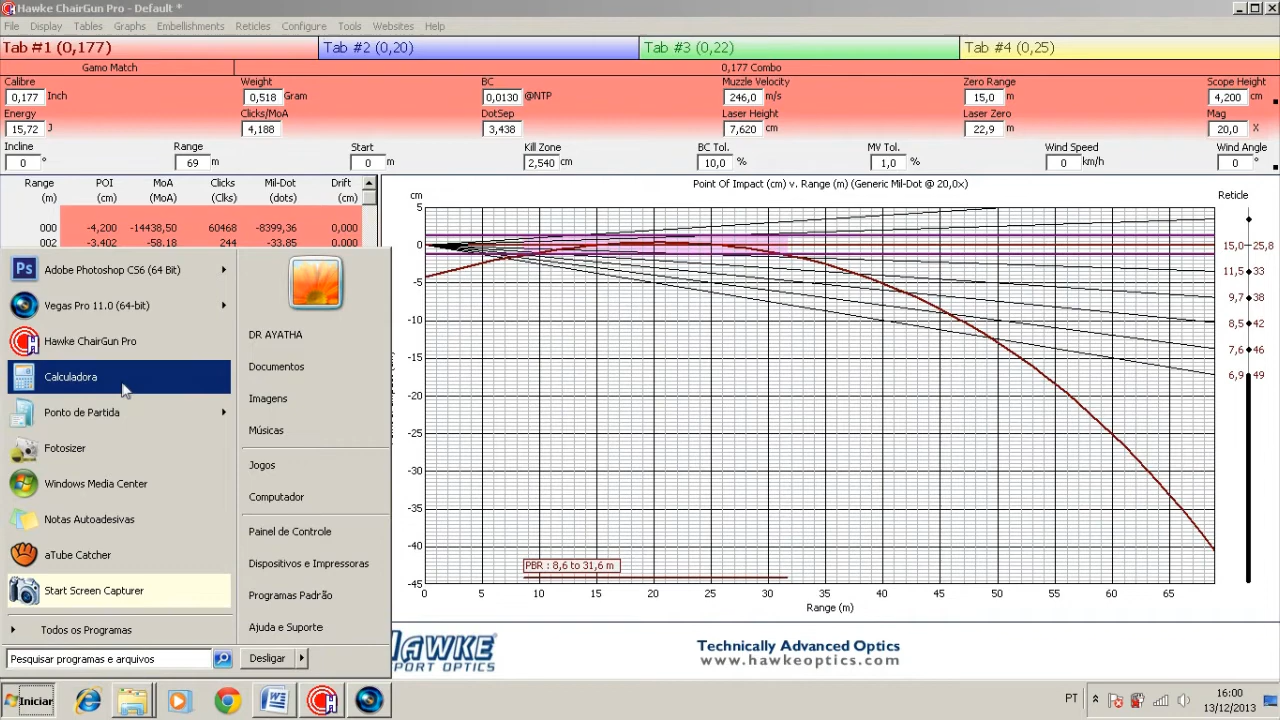 Hawke ChairGun Pro - Default *
File Display Tables Graphs Embellishments Reticles Configure Tools Websites Help
Tab #1 (0,177) Tab #2 (0,20) Tab #3 (0,22) Tab #4 (0,25)
Gamo Match 0,177 Combo
Calibre Weight BC Muzzle Velocity Zero Range Scope Height
0,177 Inch 0,518 Gram 0,0130 @NTP 246,0 m/s 15,0 m 4,200 cm
Energy Clicks/MoA DotSep Laser Height Laser Zero Mag
15,72 J 4,188 3,438 7,620 cm 22,9 m 20,0 X
Incline Range Start Kill Zone BC Tol. MV Tol. Wind Speed Wind Angle
0 ° 69 m 0 m 2,540 cm 10,0 % 1,0 % 0 km/h 0 °
Range POI MoA Clicks Mil-Dot Drift
(m) (cm) (MoA) (Clks) (dots) (cm)
000 -4,200 -14438,50 60468 -8399,36 0,000
002 -3.402 -58.18 244 -33.85 0.000
Adobe Photoshop CS6 (64 Bit)
Vegas Pro 11.0 (64-bit)
Hawke ChairGun Pro
Calculadora
Ponto de Partida
Fotosizer
Windows Media Center
Notas Autoadesivas
aTube Catcher
Start Screen Capturer
Todos os Programas
Pesquisar programas e arquivos
DR AYATHA
Documentos
Imagens
Músicas
Jogos
Computador
Painel de Controle
Dispositivos e Impressoras
Programas Padrão
Ajuda e Suporte
Desligar
Point Of Impact (cm) v. Range (m) (Generic Mil-Dot @ 20,0x)
cm
5
0
-5
-10
-15
-20
-25
-30
-35
-40
-45
PBR : 8,6 to 31,6 m
0 5 10 15 20 25 30 35 40 45 50 55 60 65
Range (m)
Reticle
15,0 25,8
11,5 33
9,7 38
8,5 42
7,6 46
6,9 49
HAWKE
SPORT OPTICS
Technically Advanced Optics
www.hawkeoptics.com
Iniciar
PT
16:00
13/12/2013